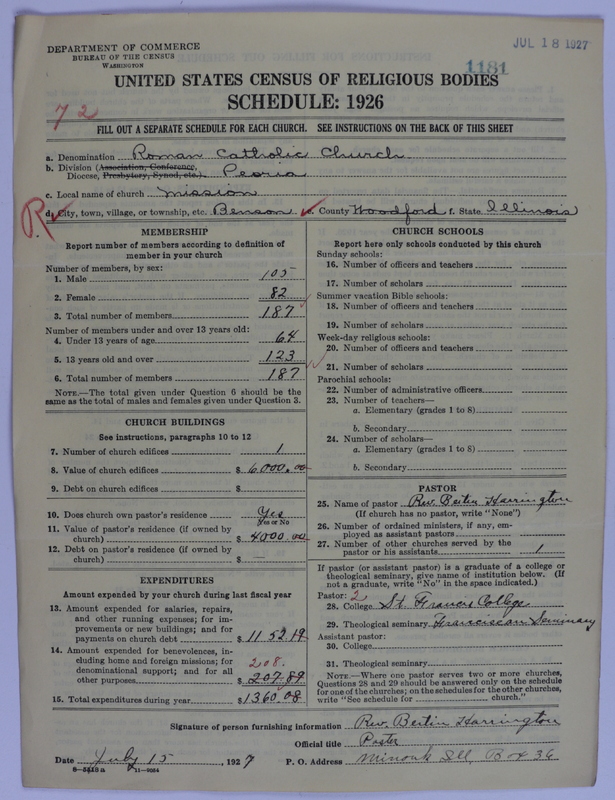 DEPARTMENT OF COMMERCE
BUREAU OF THE CENSUS
WASHINGTON
JUL 18 1927
1181
UNITED STATES CENSUS OF RELIGIOUS BODIES
SCHEDULE: 1926
72
FILL OUT A SEPARATE SCHEDULE FOR EACH CHURCH. SEE INSTRUCTIONS ON THE BACK OF THIS SHEET
a. Denomination Roman Catholic Church
b. Division (Association, Conference,
Diocese, Presbytery, Synod, etc.) Peoria
c. Local name of church Mission
R
d. City, town, village, or township, etc. Benson e. County Woodford f. State Illinois
MEMBERSHIP
Report number of members according to definition of
member in your church
Number of members, by sex:
1. Male 105
2. Female 82
3. Total number of members 187
Number of members under and over 13 years old:
4. Under 13 years of age 64
5. 13 years old and over 123
6. Total number of members 187
NOTE.—The total given under Question 6 should be
same as the total of males and females given under Question 3.
CHURCH BUILDINGS
See instructions, paragraphs 10 to 12
7. Number of church edifices 1
8. Value of church edifices $ 6000.00
9. Debt on church edifices $
10. Does church own pastor's residence Yes
Yes or No
11. Value of pastor's residence (if owned by
church) $ 4000.00
12. Debt on pastor's residence (if owned by
church) $ —
EXPENDITURES
Amount expended by your church during last fiscal year
13. Amount expended for salaries, repairs,
and other running expenses; for im-
provements or new buildings; and for
payments on church debt $ 1152.19
14. Amount expended for benevolences, in-
cluding home and foreign missions; for
denominational support; and for all 208.
other purposes $ 207.89
15. Total expenditures during year $ 1360.08
CHURCH SCHOOLS
Report here only schools conducted by this church
Sunday schools:
16. Number of officers and teachers
17. Number of scholars
Summer vacation Bible schools:
18. Number of officers and teachers
19. Number of scholars
Week-day religious schools:
20. Number of officers and teachers
21. Number of scholars
Parochial schools:
22. Number of administrative officers
23. Number of teachers—
a. Elementary (grades 1 to 8)
b. Secondary
24. Number of scholars—
a. Elementary (grades 1 to 8)
b. Secondary
PASTOR
25. Name of pastor Rev. Bertin Harrington
(If church has no pastor, write "None")
26. Number of ordained ministers, if any, em-
ployed as assistant pastors
27. Number of other churches served by the
pastor or his assistants 1
If pastor (or assistant pastor) is a graduate of a college or
theological seminary, give name of institution below. (If
not a graduate, write "No" in the space indicated.)
Pastor: 2
28. College St. Francis College
29. Theological seminary Franciscan Seminary
Assistant pastor:
30. College
31. Theological seminary
NOTE.—Where one pastor serves two or more churches,
Questions 28 and 29 should be answered only on the schedule
for one of the churches; on the schedules for the other churches,
write "See schedule for church."
Signature of person furnishing information Rev. Bertin Harrington
Official title Pastor
Date July 15, 1927 P. O. Address Minonk Ill, Box 36
11—9064